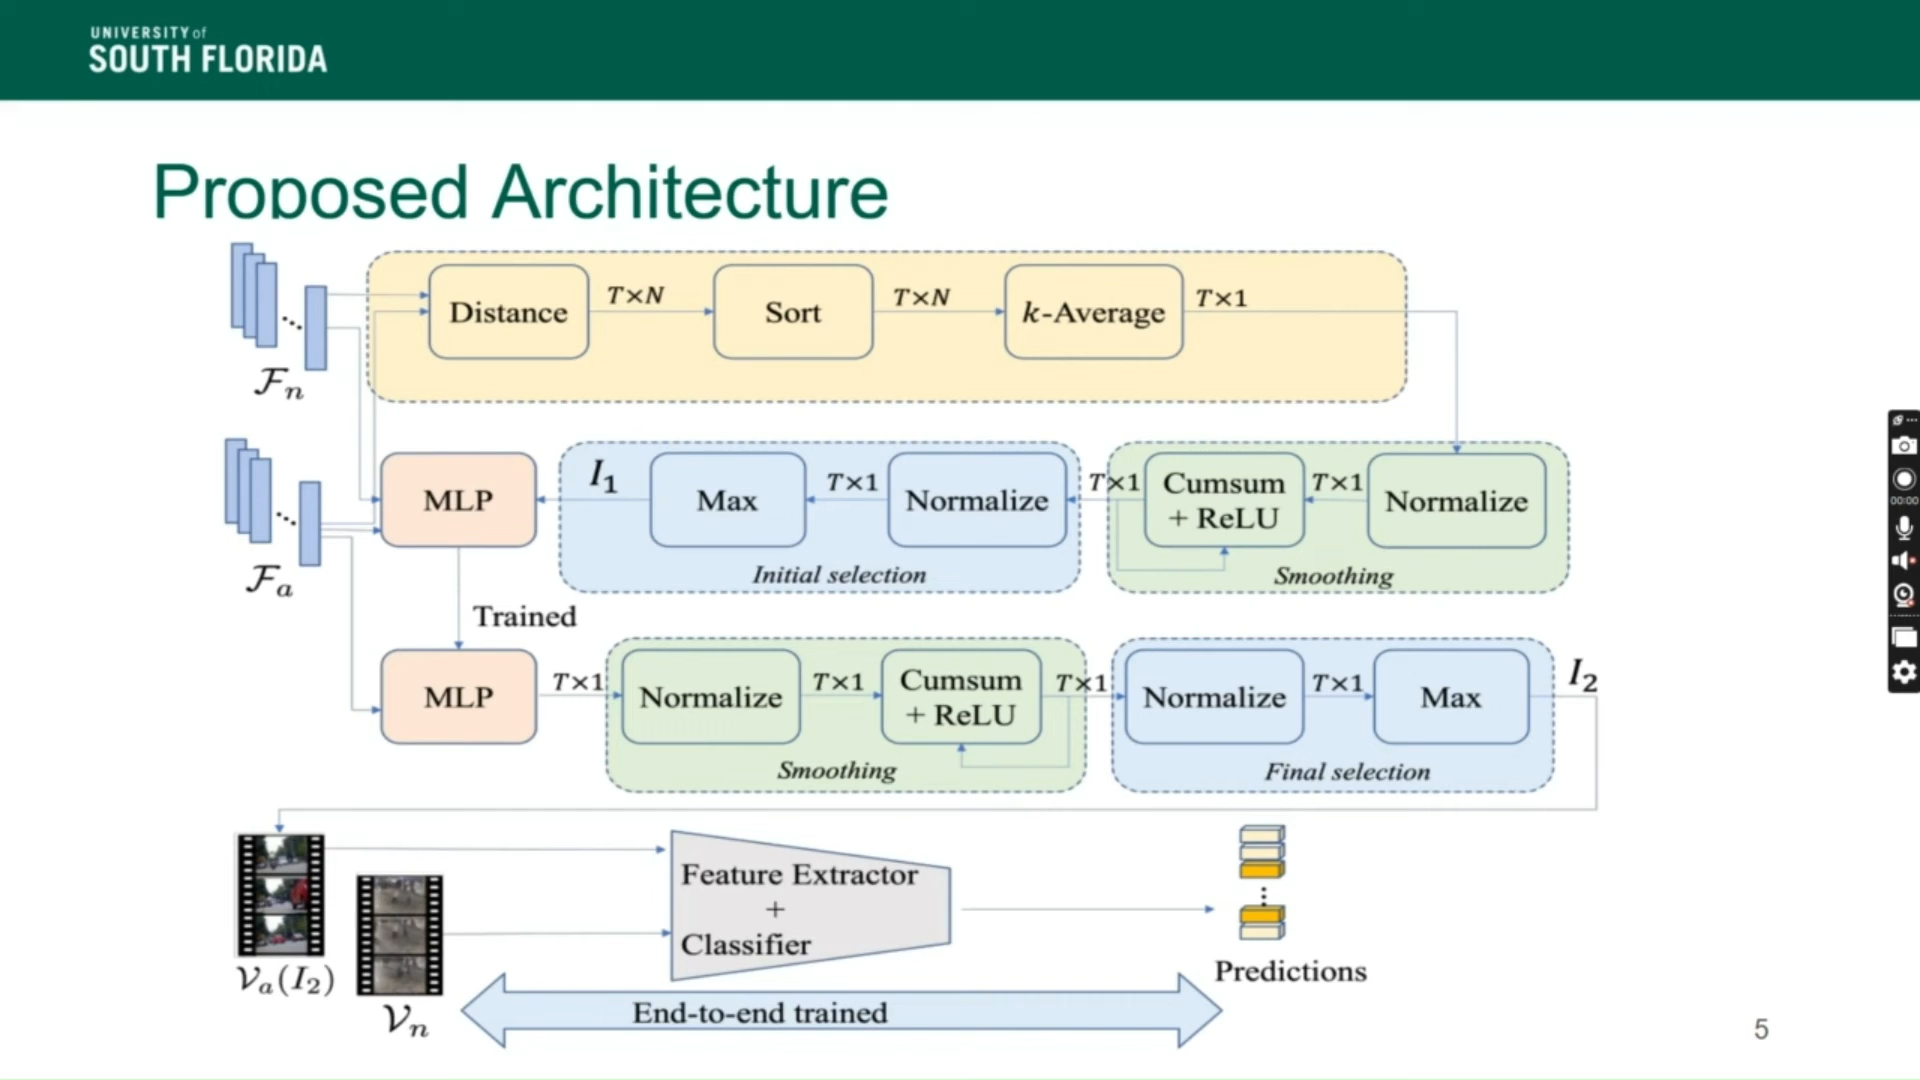 UNIVERSITY of
SOUTH FLORIDA
Proposed Architecture
Distance
T×N
Sort
T×N
k-Average
T×1
ℱn
MLP
I1
Max
T×1
Normalize
T×1
Cumsum
+ ReLU
T×1
Normalize
Initial selection
Smoothing
ℱa
Trained
MLP
T×1
Normalize
T×1
Cumsum
+ ReLU
T×1
Normalize
T×1
Max
I2
Smoothing
Final selection
Feature Extractor
+
Classifier
Predictions
𝒱a(I2)
𝒱n
End-to-end trained
5
00:00